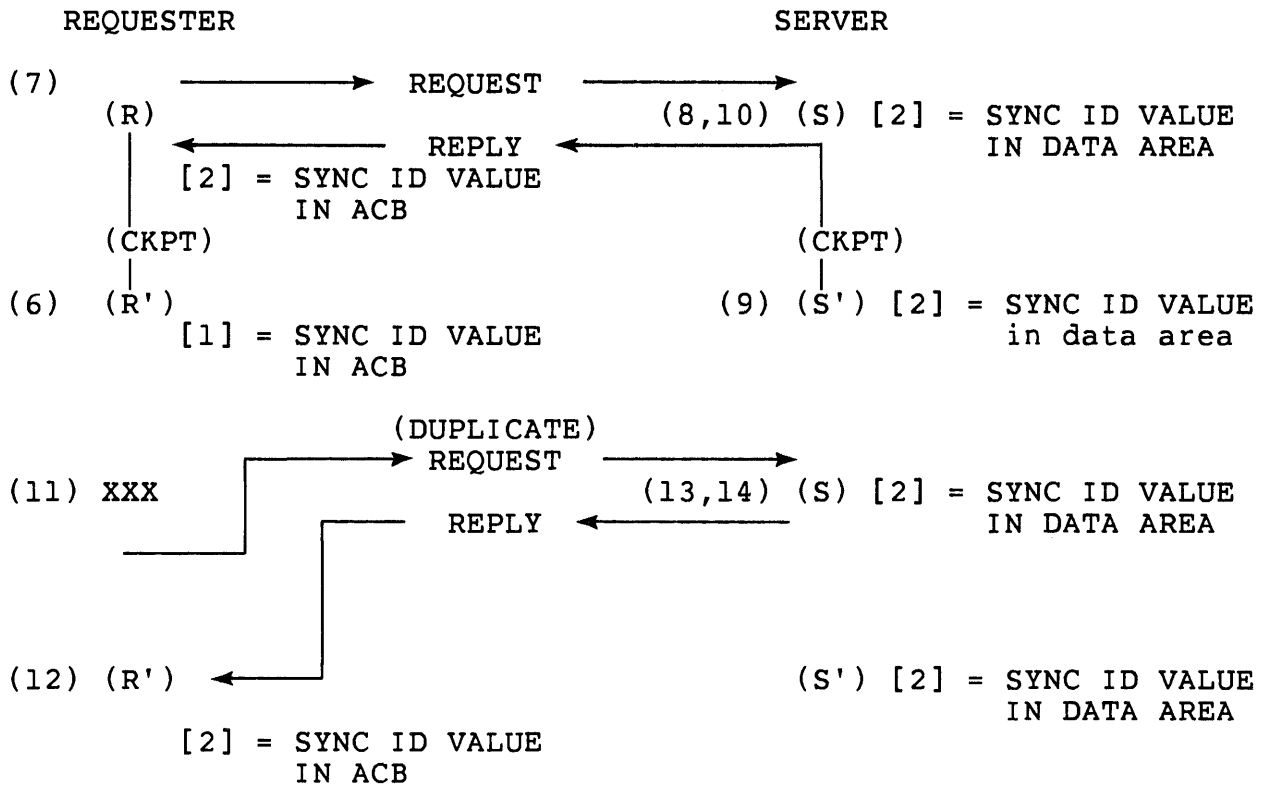 REQUESTER SERVER
(7) REQUEST
(R) (8,10) (S) [2] = SYNC ID VALUE
REPLY IN DATA AREA
[2] = SYNC ID VALUE
IN ACB
(CKPT) (CKPT)
(6) (R') (9) (S') [2] = SYNC ID VALUE
[1] = SYNC ID VALUE in data area
IN ACB
(DUPLICATE)
REQUEST
(11) XXX (13,14) (S) [2] = SYNC ID VALUE
REPLY IN DATA AREA
(12) (R') (S') [2] = SYNC ID VALUE
IN DATA AREA
[2] = SYNC ID VALUE
IN ACB